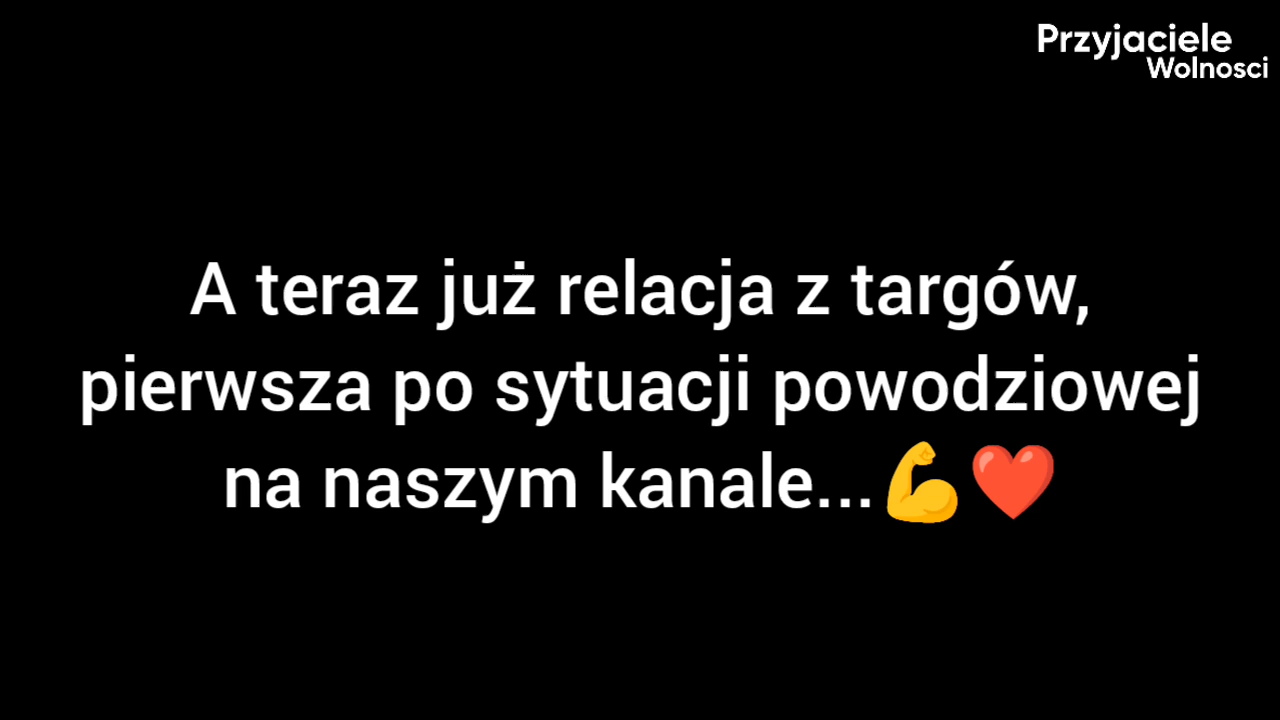 Przyjaciele
Wolnosci
A teraz już relacja z targów,
pierwsza po sytuacji powodziowej
na naszym kanale...💪❤️